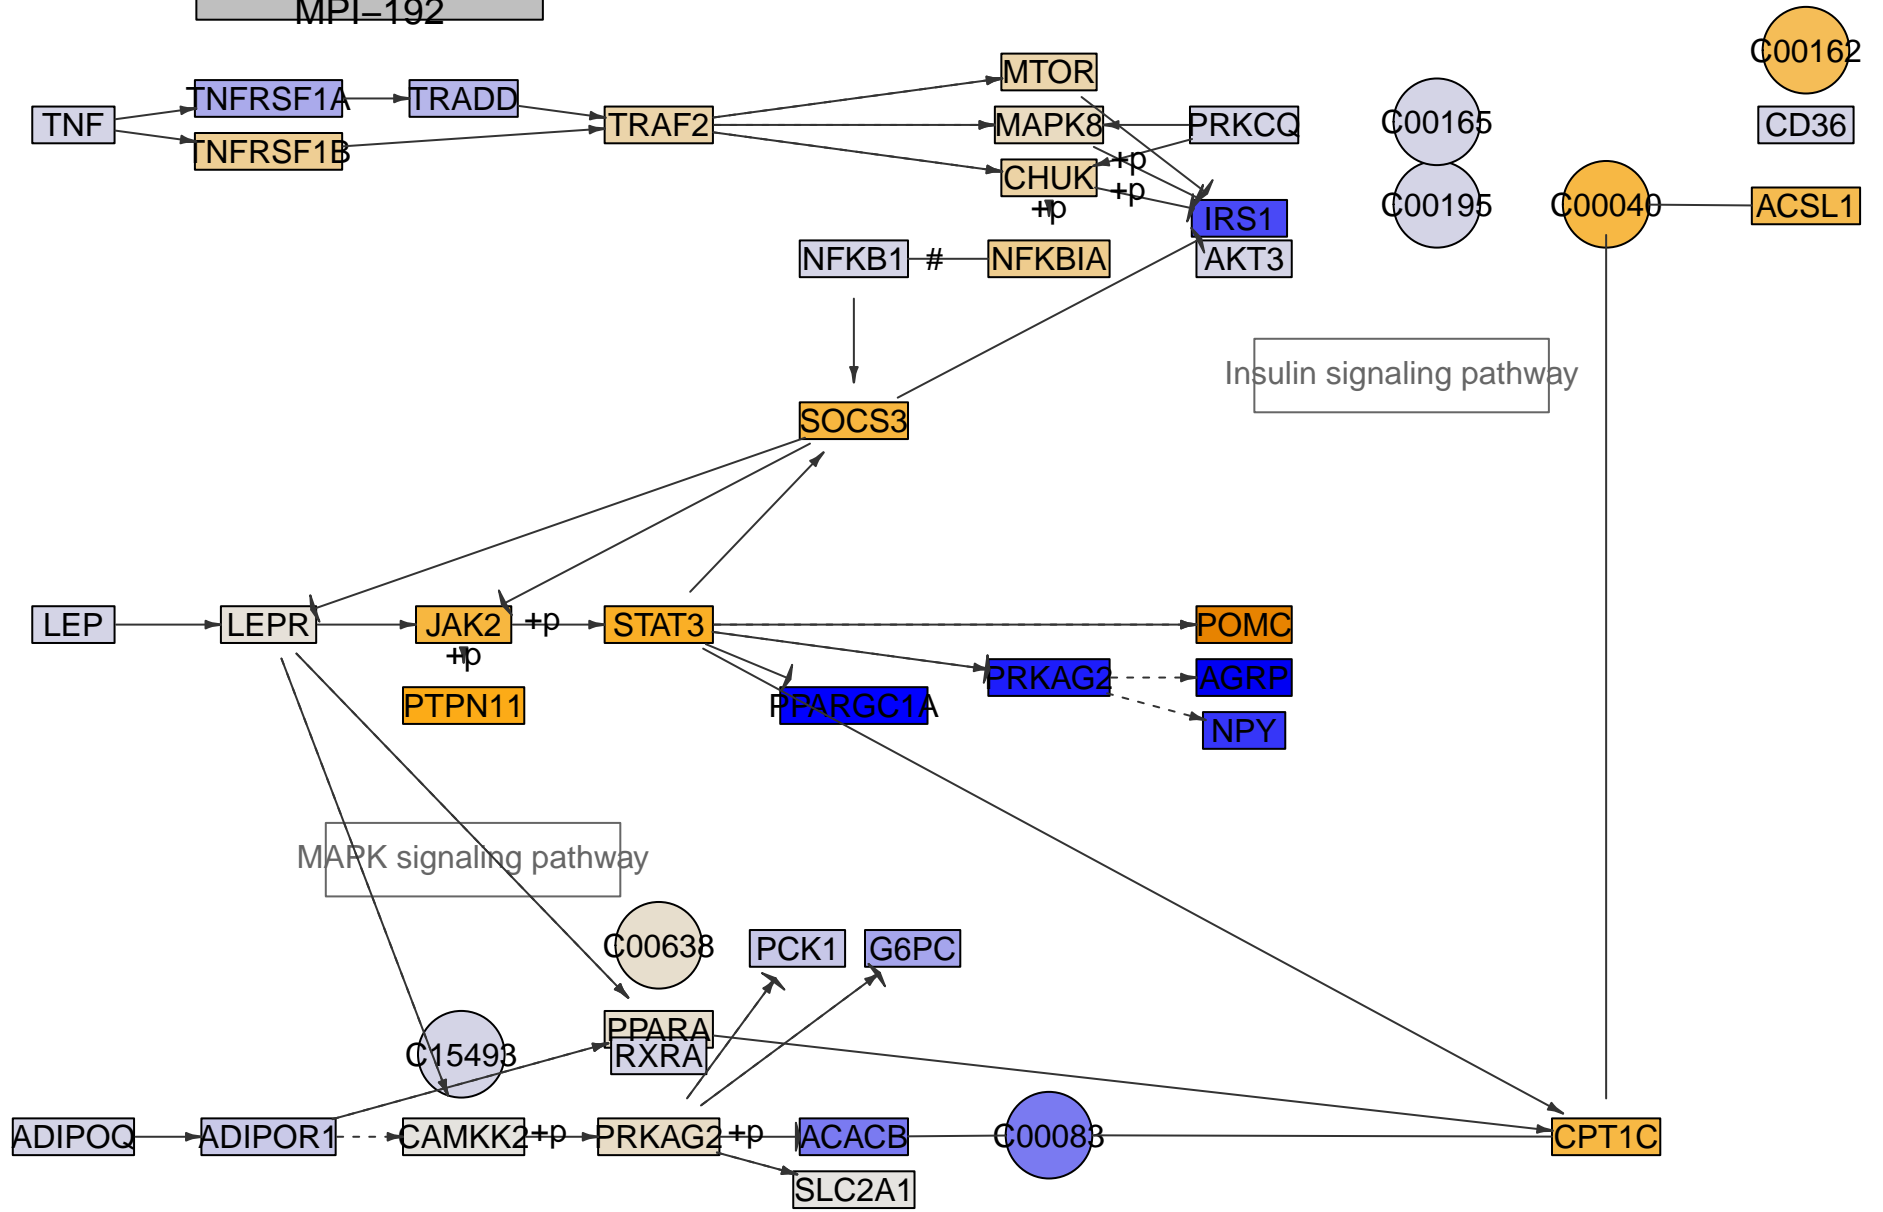 MPI–192
C00162
TNFRSF1A
TRADD
MTOR
TNF
TRAF2
MAPK8
PRKCQ
C00165
CD36
TNFRSF1B
+p
CHUK
+p
+p
IRS1
C00195
C00040
ACSL1
NFKB1
#
NFKBIA
AKT3
Insulin signaling pathway
SOCS3
LEP
LEPR
JAK2
+p
STAT3
POMC
+p
PRKAG2
AGRP
PTPN11
PPARGC1A
NPY
MAPK signaling pathway
C00638
PCK1
G6PC
PPARA
C15493
RXRA
ADIPOQ
ADIPOR1
CAMKK2
+p
PRKAG2
+p
ACACB
C00083
CPT1C
SLC2A1